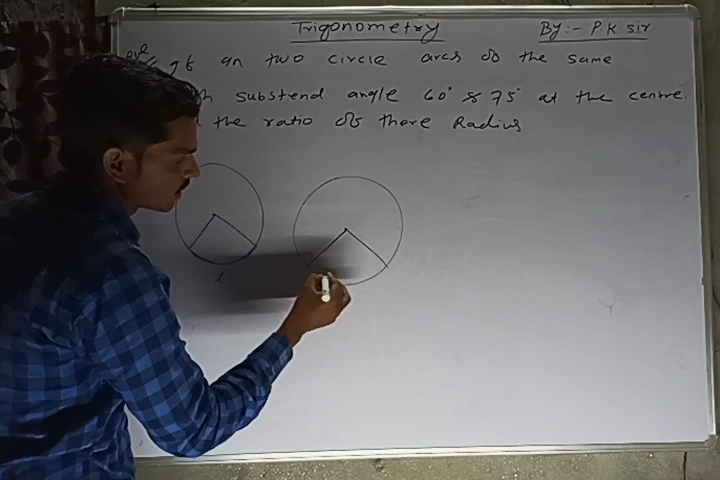 Trigonometry By:- P.K sir
Que If in two circle arcs of the same
substend angle 60° & 75° at the centre.
the ratio of there Radius
l